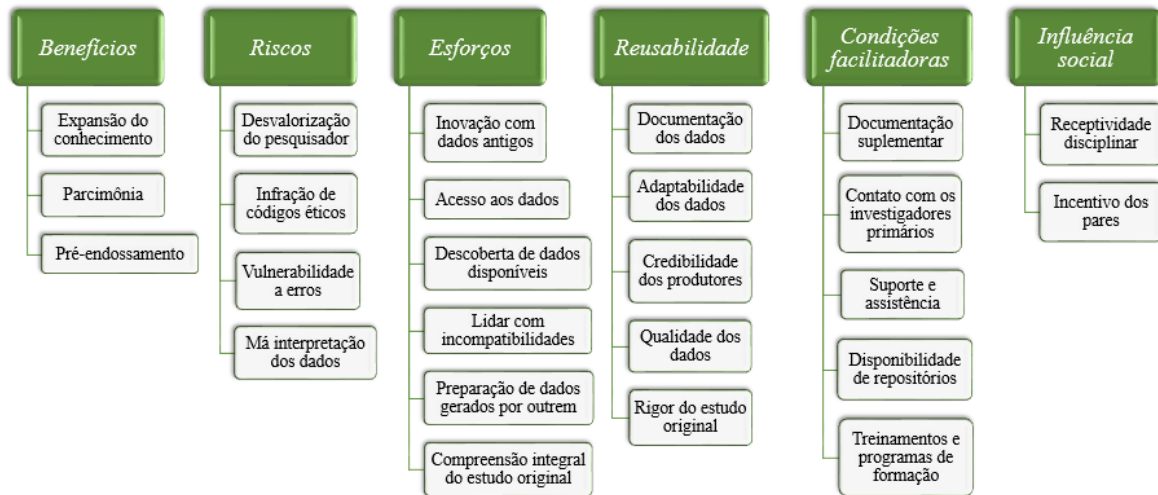 Benefícios
Expansão do
conhecimento
Parcimônia
Pré-endossamento
Riscos
Desvalorização
do pesquisador
Infração de
códigos éticos
Vulnerabilidade
a erros
Má interpretação
dos dados
Esforços
Inovação com
dados antigos
Acesso aos dados
Descoberta de dados
disponíveis
Lidar com
incompatibilidades
Preparação de dados
gerados por outrem
Compreensão integral
do estudo original
Reusabilidade
Documentação
dos dados
Adaptabilidade
dos dados
Credibilidade
dos produtores
Qualidade dos
dados
Rigor do estudo
original
Condições
facilitadoras
Documentação
suplementar
Contato com os
investigadores
primários
Suporte e
assistência
Disponibilidade
de repositórios
Treinamentos e
programas de
formação
Influência
social
Receptividade
disciplinar
Incentivo dos
pares